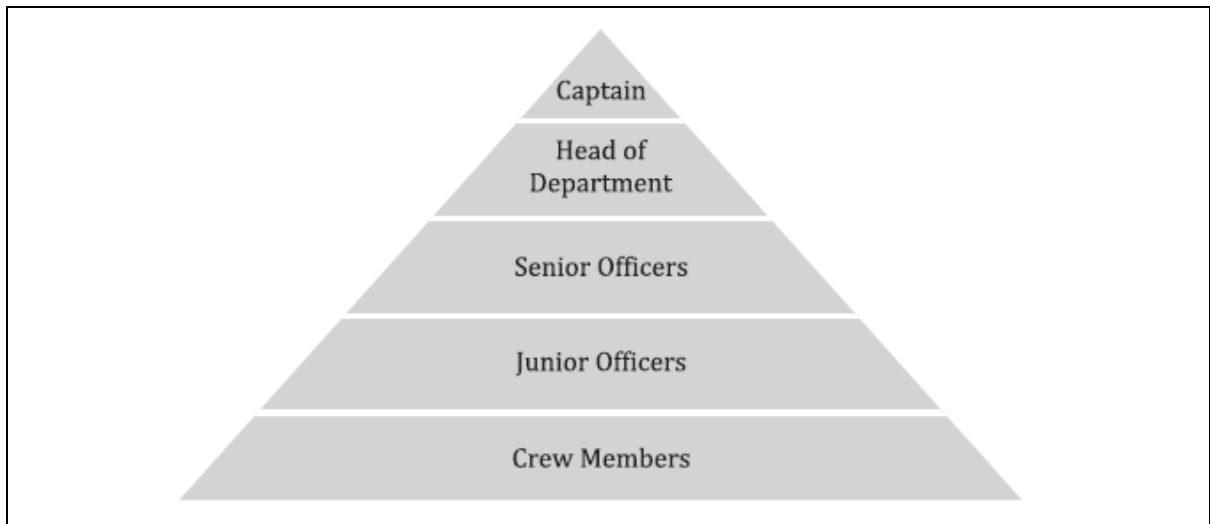 Captain
Head of
Department
Senior Officers
Junior Officers
Crew Members